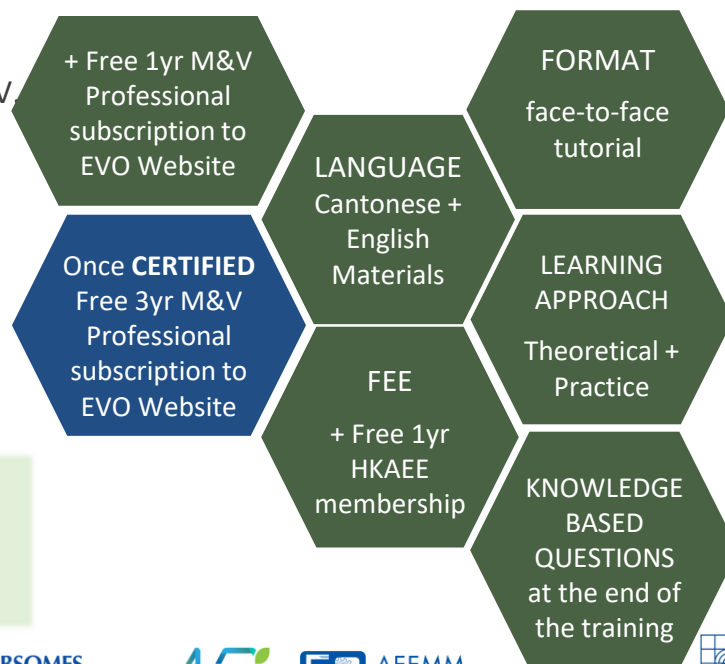 V.
+ Free 1yr M&V
Professional
subscription to
EVO Website
Once CERTIFIED
Free 3yr M&V
Professional
subscription to
EVO Website
LANGUAGE
Cantonese +
English
Materials
FEE
+ Free 1yr
HKAEE
membership
FORMAT
face-to-face
tutorial
LEARNING
APPROACH
Theoretical +
Practice
KNOWLEDGE
BASED
QUESTIONS
at the end of
the training